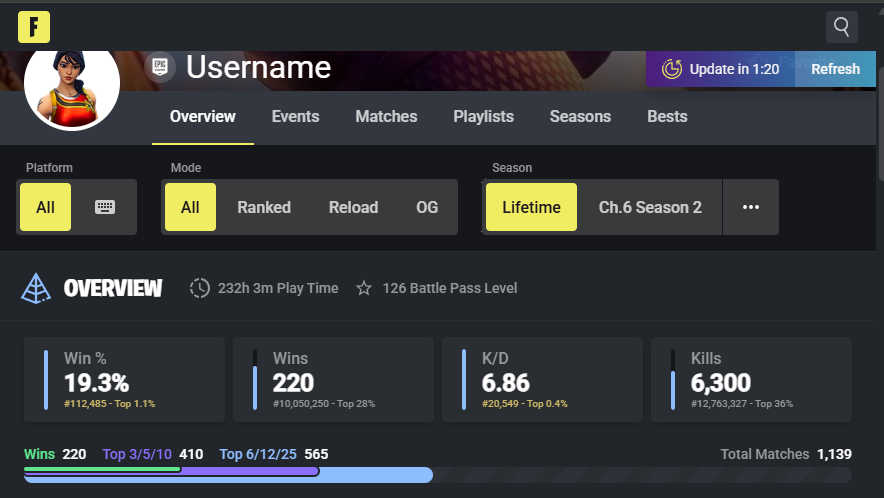 F
EPIC GAMES Username
Update in 1:20 Refresh
Overview Events Matches Playlists Seasons Bests
Platform Mode Season
All All Ranked Reload OG Lifetime Ch.6 Season 2 •••
OVERVIEW 232h 3m Play Time 126 Battle Pass Level
Win % Wins K/D Kills
19.3% 220 6.86 6,300
#112,485 - Top 1.1% #10,050,250 - Top 28% #20,549 - Top 0.4% #12,763,327 - Top 36%
Wins 220 Top 3/5/10 410 Top 6/12/25 565 Total Matches 1,139